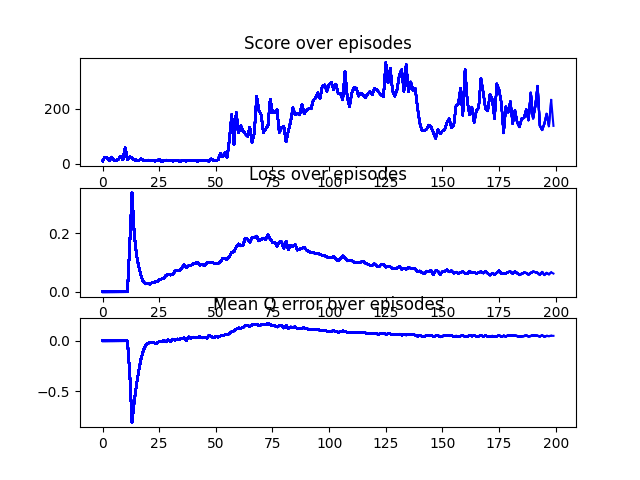 Score over episodes
200
0
0 25 50 75 100 125 150 175 200
Loss over episodes
0.2
0.0
0 25 50 75 100 125 150 175 200
Mean Q error over episodes
0.0
−0.5
0 25 50 75 100 125 150 175 200